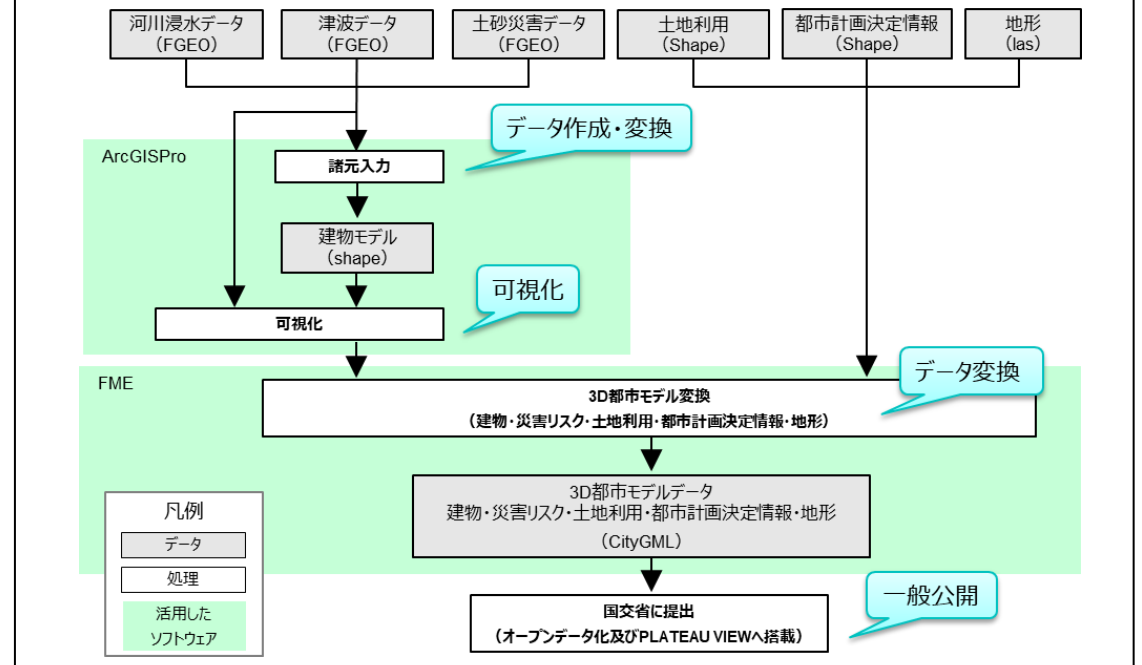 河川浸水データ
（FGEO）
津波データ
（FGEO）
土砂災害データ
（FGEO）
土地利用
（Shape）
都市計画決定情報
（Shape）
地形
（las）
データ作成・変換
ArcGISPro
諸元入力
建物モデル
（shape）
可視化
可視化
データ変換
FME
3D都市モデル変換
（建物・災害リスク・土地利用・都市計画決定情報・地形）
3D都市モデルデータ
建物・災害リスク・土地利用・都市計画決定情報・地形
（CityGML）
凡例
データ
処理
活用した
ソフトウェア
一般公開
国交省に提出
（オープンデータ化及びPLATEAU VIEWへ搭載）